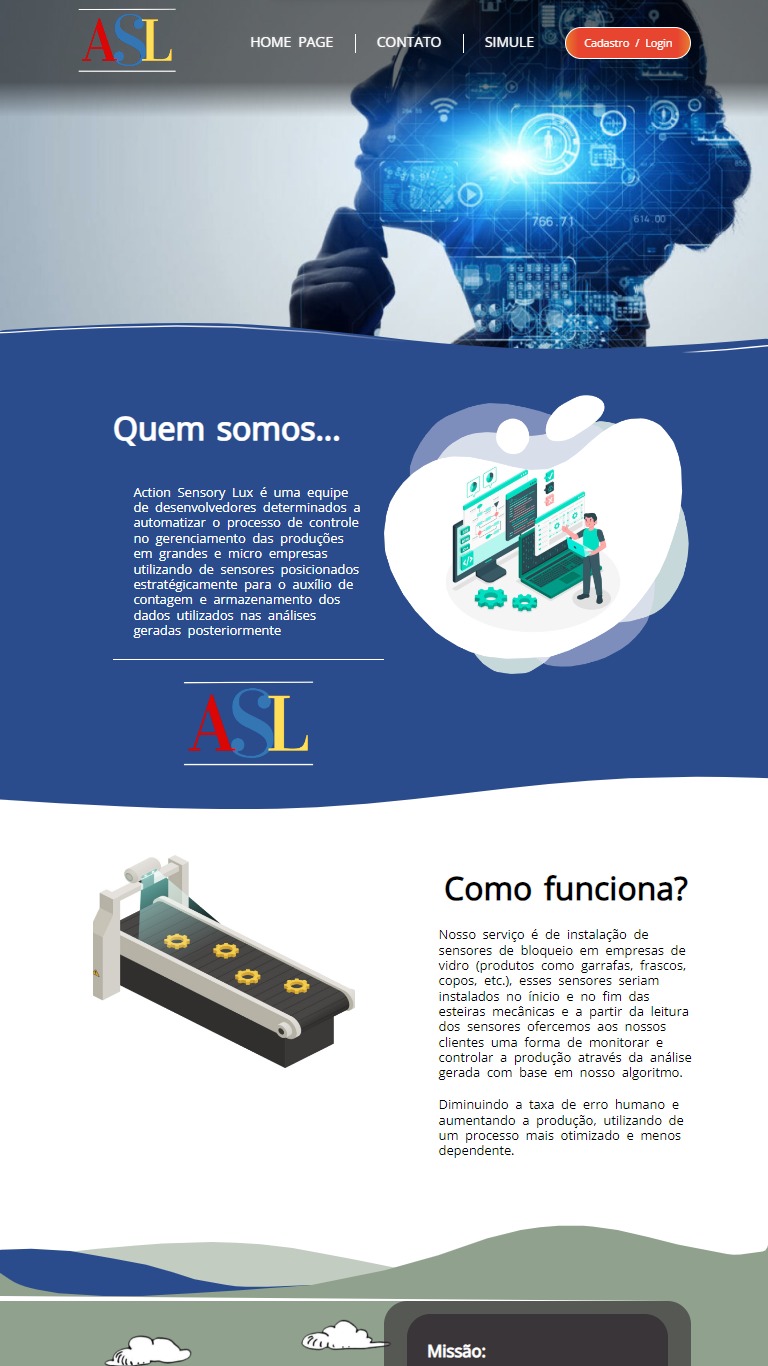 ASL
HOME PAGE
CONTATO
SIMULE
Cadastro / Login
766.71
614.00
856
Quem somos...
Action Sensory Lux é uma equipe
de desenvolvedores determinados a
automatizar o processo de controle
no gerenciamento das produções
em grandes e micro empresas
utilizando de sensores posicionados
estratégicamente para o auxílio de
contagem e armazenamento dos
dados utilizados nas análises
geradas posteriormente
ASL
Como funciona?
Nosso serviço é de instalação de
sensores de bloqueio em empresas de
vidro (produtos como garrafas, frascos,
copos, etc.), esses sensores seriam
instalados no ínicio e no fim das
esteiras mecânicas e a partir da leitura
dos sensores ofercemos aos nossos
clientes uma forma de monitorar e
controlar a produção através da análise
gerada com base em nosso algoritmo.
Diminuindo a taxa de erro humano e
aumentando a produção, utilizando de
um processo mais otimizado e menos
dependente.
Missão: